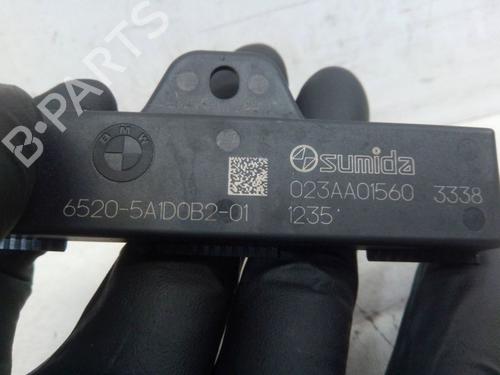 B-PARTS
BMW
sumida
023AA01560 3338
6520-5A1D0B2-01
1235